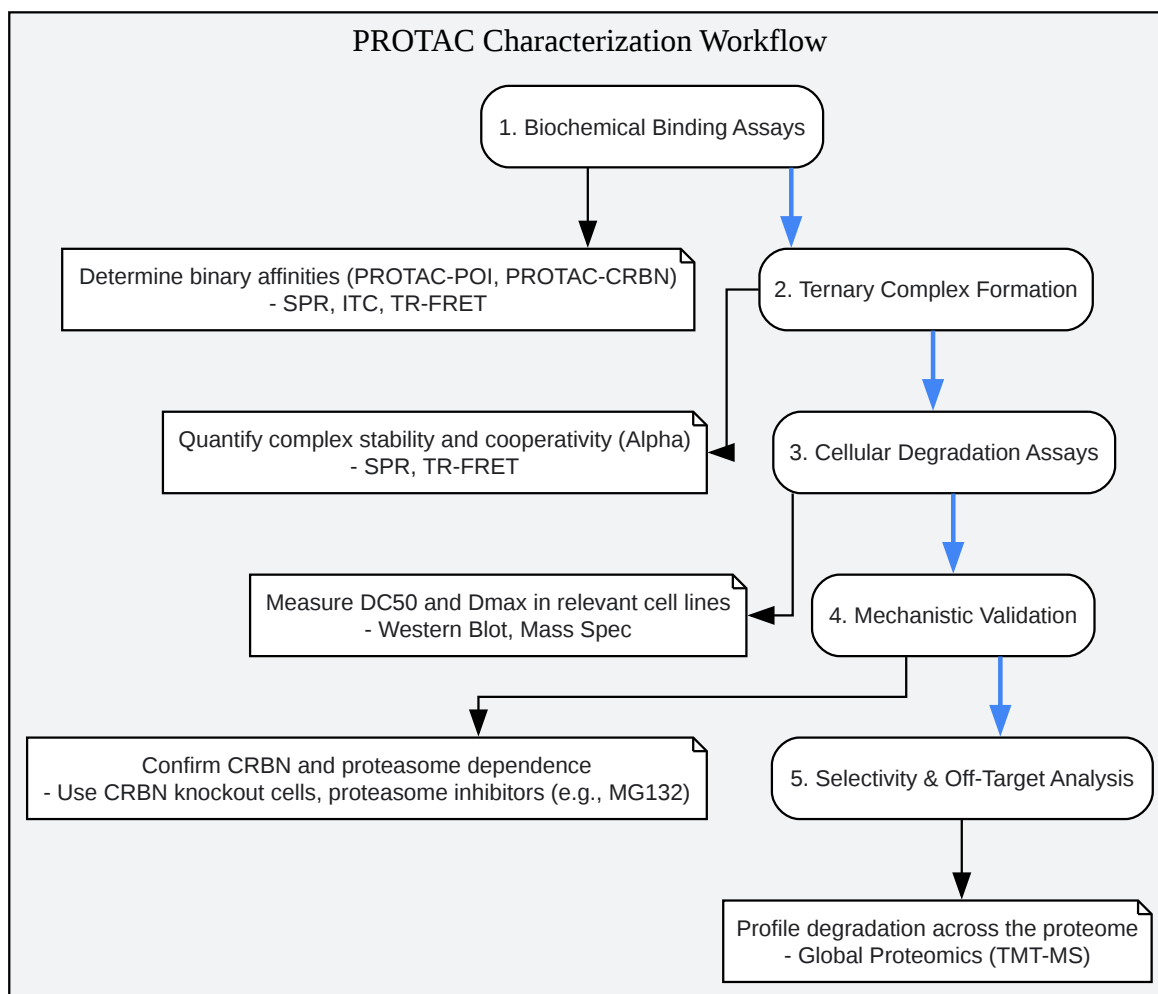 PROTAC Characterization Workflow
1. Biochemical Binding Assays
Determine binary affinities (PROTAC-POI, PROTAC-CRBN)
- SPR, ITC, TR-FRET
2. Ternary Complex Formation
Quantify complex stability and cooperativity (Alpha)
- SPR, TR-FRET
3. Cellular Degradation Assays
Measure DC50 and Dmax in relevant cell lines
- Western Blot, Mass Spec
4. Mechanistic Validation
Confirm CRBN and proteasome dependence
- Use CRBN knockout cells, proteasome inhibitors (e.g., MG132)
5. Selectivity & Off-Target Analysis
Profile degradation across the proteome
- Global Proteomics (TMT-MS)